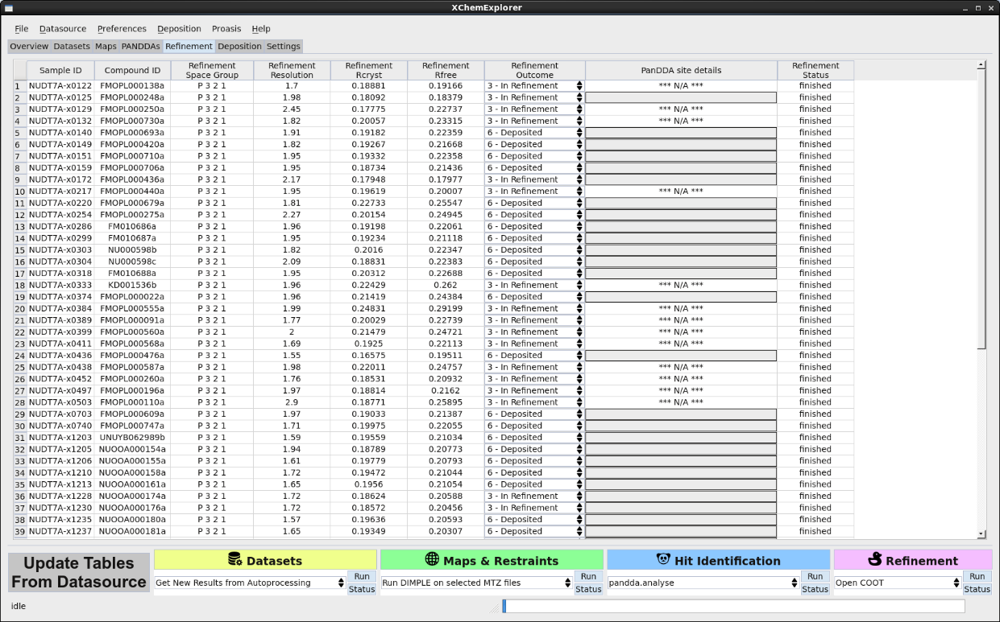 XChemExplorer
File Datasource Preferences Deposition Proasis Help
Overview Datasets Maps PANDDAs Refinement Deposition Settings
Sample ID Compound ID Refinement Space Group Refinement Resolution Refinement Rcryst Refinement Rfree Refinement Outcome PanDDA site details Refinement Status
1 NUDT7A-x0122 FMOPL000138a P 3 2 1 1.7 0.18881 0.19166 3 - In Refinement *** N/A *** finished
2 NUDT7A-x0125 FMOPL000248a P 3 2 1 1.98 0.18092 0.18379 3 - In Refinement finished
3 NUDT7A-x0129 FMOPL000250a P 3 2 1 2.45 0.17775 0.22737 3 - In Refinement *** N/A *** finished
4 NUDT7A-x0132 FMOPL000730a P 3 2 1 1.82 0.20057 0.23315 3 - In Refinement *** N/A *** finished
5 NUDT7A-x0140 FMOPL000693a P 3 2 1 1.91 0.19182 0.22359 6 - Deposited finished
6 NUDT7A-x0149 FMOPL000420a P 3 2 1 1.82 0.19267 0.21668 6 - Deposited finished
7 NUDT7A-x0151 FMOPL000710a P 3 2 1 1.95 0.19332 0.22358 6 - Deposited finished
8 NUDT7A-x0159 FMOPL000706a P 3 2 1 1.95 0.18734 0.21436 6 - Deposited finished
9 NUDT7A-x0172 FMOPL000436a P 3 2 1 2.17 0.17948 0.17977 3 - In Refinement finished
10 NUDT7A-x0217 FMOPL000440a P 3 2 1 1.95 0.19619 0.20007 3 - In Refinement *** N/A *** finished
11 NUDT7A-x0220 FMOPL000679a P 3 2 1 1.81 0.22733 0.25547 6 - Deposited finished
12 NUDT7A-x0254 FMOPL000275a P 3 2 1 2.27 0.20154 0.24945 6 - Deposited finished
13 NUDT7A-x0286 FM010686a P 3 2 1 1.96 0.19198 0.22061 6 - Deposited finished
14 NUDT7A-x0299 FM010687a P 3 2 1 1.95 0.19234 0.21118 6 - Deposited finished
15 NUDT7A-x0303 NU000598b P 3 2 1 1.82 0.2016 0.22347 6 - Deposited finished
16 NUDT7A-x0304 NU000598c P 3 2 1 2.09 0.18831 0.22383 6 - Deposited finished
17 NUDT7A-x0318 FM010688a P 3 2 1 1.95 0.20312 0.22688 6 - Deposited finished
18 NUDT7A-x0333 KD001536b P 3 2 1 1.96 0.22429 0.262 3 - In Refinement *** N/A *** finished
19 NUDT7A-x0374 FMOPL000022a P 3 2 1 1.96 0.21419 0.24384 6 - Deposited finished
20 NUDT7A-x0384 FMOPL000555a P 3 2 1 1.99 0.24831 0.29199 3 - In Refinement *** N/A *** finished
21 NUDT7A-x0389 FMOPL000091a P 3 2 1 1.77 0.20029 0.22739 3 - In Refinement *** N/A *** finished
22 NUDT7A-x0399 FMOPL000560a P 3 2 1 2 0.21479 0.24721 3 - In Refinement *** N/A *** finished
23 NUDT7A-x0411 FMOPL000568a P 3 2 1 1.69 0.1925 0.22113 3 - In Refinement *** N/A *** finished
24 NUDT7A-x0436 FMOPL000476a P 3 2 1 1.55 0.16575 0.19511 6 - Deposited finished
25 NUDT7A-x0438 FMOPL000587a P 3 2 1 1.98 0.22011 0.24757 3 - In Refinement *** N/A *** finished
26 NUDT7A-x0452 FMOPL000260a P 3 2 1 1.76 0.18531 0.20932 3 - In Refinement *** N/A *** finished
27 NUDT7A-x0497 FMOPL000196a P 3 2 1 1.97 0.18814 0.2162 3 - In Refinement *** N/A *** finished
28 NUDT7A-x0503 FMOPL000110a P 3 2 1 2.9 0.18771 0.25895 3 - In Refinement *** N/A *** finished
29 NUDT7A-x0703 FMOPL000609a P 3 2 1 1.97 0.19033 0.21387 6 - Deposited finished
30 NUDT7A-x0740 FMOPL000747a P 3 2 1 1.71 0.19975 0.22055 6 - Deposited finished
31 NUDT7A-x1203 UNUYB062989b P 3 2 1 1.59 0.19559 0.21034 6 - Deposited finished
32 NUDT7A-x1205 NUOOA000154a P 3 2 1 1.94 0.18789 0.20773 6 - Deposited finished
33 NUDT7A-x1206 NUOOA000155a P 3 2 1 1.61 0.19779 0.20793 6 - Deposited finished
34 NUDT7A-x1210 NUOOA000158a P 3 2 1 1.72 0.19472 0.21044 6 - Deposited finished
35 NUDT7A-x1213 NUOOA000161a P 3 2 1 1.65 0.1956 0.21054 6 - Deposited finished
36 NUDT7A-x1228 NUOOA000174a P 3 2 1 1.72 0.18624 0.20588 3 - In Refinement finished
37 NUDT7A-x1230 NUOOA000176a P 3 2 1 1.72 0.18572 0.20456 3 - In Refinement finished
38 NUDT7A-x1235 NUOOA000180a P 3 2 1 1.57 0.19636 0.20593 6 - Deposited finished
39 NUDT7A-x1237 NUOOA000181a P 3 2 1 1.65 0.19349 0.20307 6 - Deposited finished
Update Tables
From Datasource
Datasets
Get New Results from Autoprocessing
Run
Status
Maps & Restraints
Run DIMPLE on selected MTZ files
Run
Status
Hit Identification
pandda.analyse
Run
Status
Refinement
Open COOT
Run
Status
idle